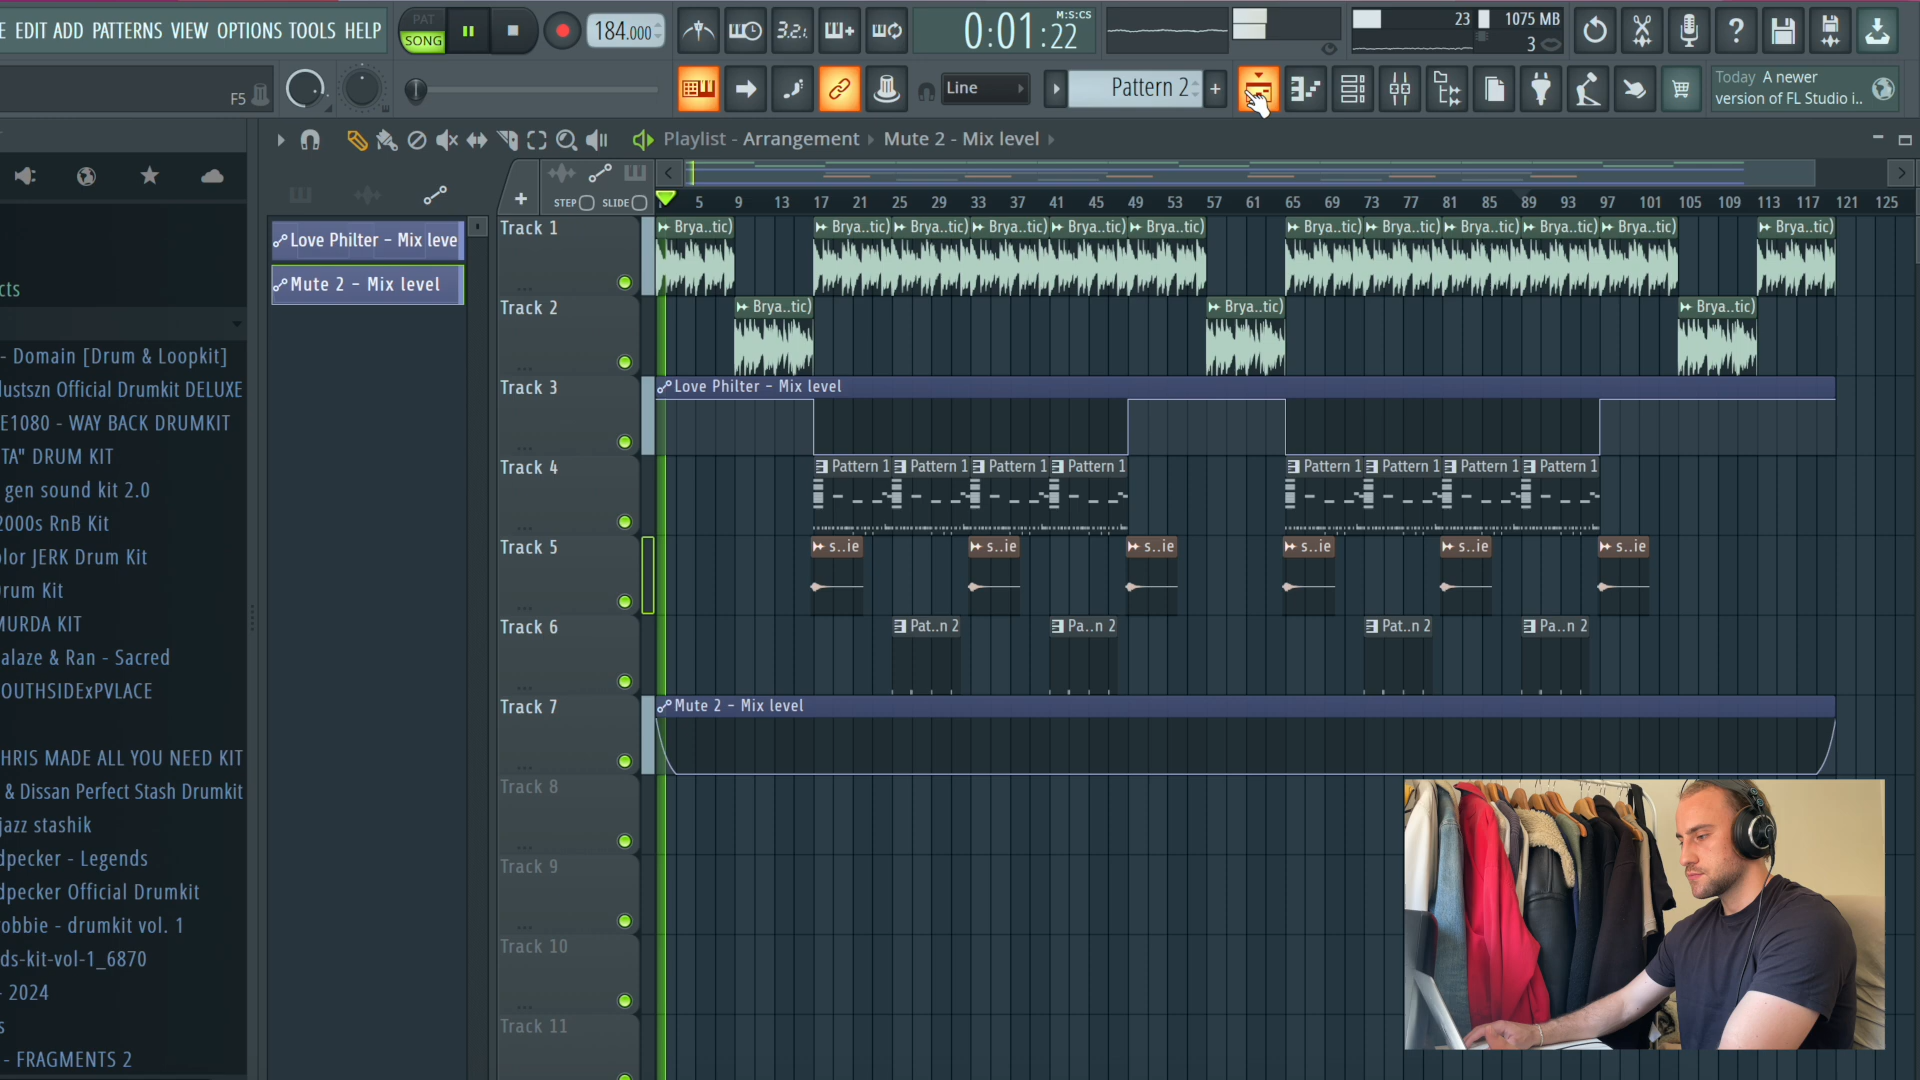 E EDIT ADD PATTERNS VIEW OPTIONS TOOLS HELP
PAT
SONG
184.000
3.2.
0:01:22
M:S:CS
23
1075 MB
3
F5
Line
Pattern 2
Today A newer
version of FL Studio i..
Playlist - Arrangement
Mute 2 - Mix level
STEP
SLIDE
5 9 13 17 21 25 29 33 37 41 45 49 53 57 61 65 69 73 77 81 85 89 93 97 101 105 109 113 117 121 125
Love Philter - Mix leve
Mute 2 - Mix level
cts
- Domain [Drum & Loopkit]
lustszn Official Drumkit DELUXE
E1080 - WAY BACK DRUMKIT
TA" DRUM KIT
gen sound kit 2.0
2000s RnB Kit
olor JERK Drum Kit
Drum Kit
MURDA KIT
alaze & Ran - Sacred
OUTHSIDExPVLACE
HRIS MADE ALL YOU NEED KIT
& Dissan Perfect Stash Drumkit
jazz stashik
dpecker - Legends
dpecker Official Drumkit
obbie - drumkit vol. 1
ds-kit-vol-1_6870
- 2024
s
- FRAGMENTS 2
Track 1
Brya..tic) Brya..tic) Brya..tic) Brya..tic) Brya..tic) Brya..tic) Brya..tic) Brya..tic) Brya..tic) Brya..tic) Brya..tic) Brya..tic)
Track 2
Brya..tic) Brya..tic) Brya..tic)
Track 3
Love Philter - Mix level
Track 4
Pattern 1 Pattern 1 Pattern 1 Pattern 1 Pattern 1 Pattern 1 Pattern 1 Pattern 1
Track 5
s..ie s..ie s..ie s..ie s..ie s..ie
Track 6
Pat..n 2 Pa..n 2 Pat..n 2 Pa..n 2
Track 7
Mute 2 - Mix level
Track 8
Track 9
Track 10
Track 11